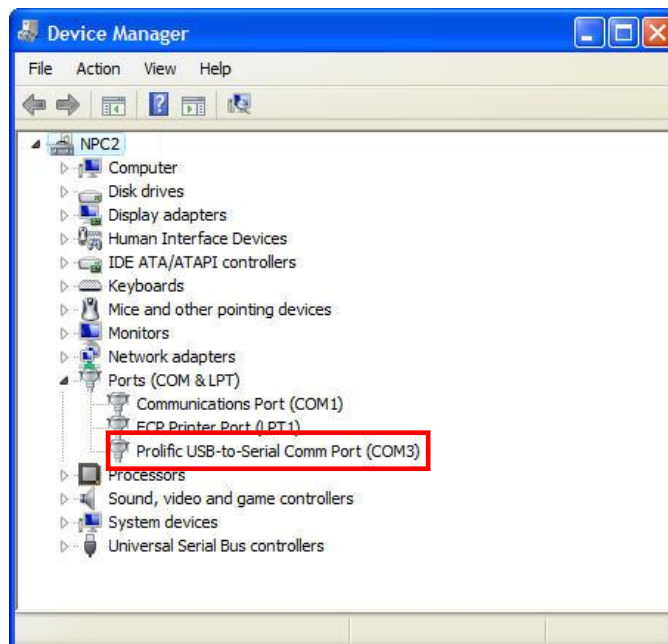 Device Manager
File Action View Help
NPC2
Computer
Disk drives
Display adapters
Human Interface Devices
IDE ATA/ATAPI controllers
Keyboards
Mice and other pointing devices
Monitors
Network adapters
Ports (COM & LPT)
Communications Port (COM1)
ECP Printer Port (LPT1)
Prolific USB-to-Serial Comm Port (COM3)
Processors
Sound, video and game controllers
System devices
Universal Serial Bus controllers